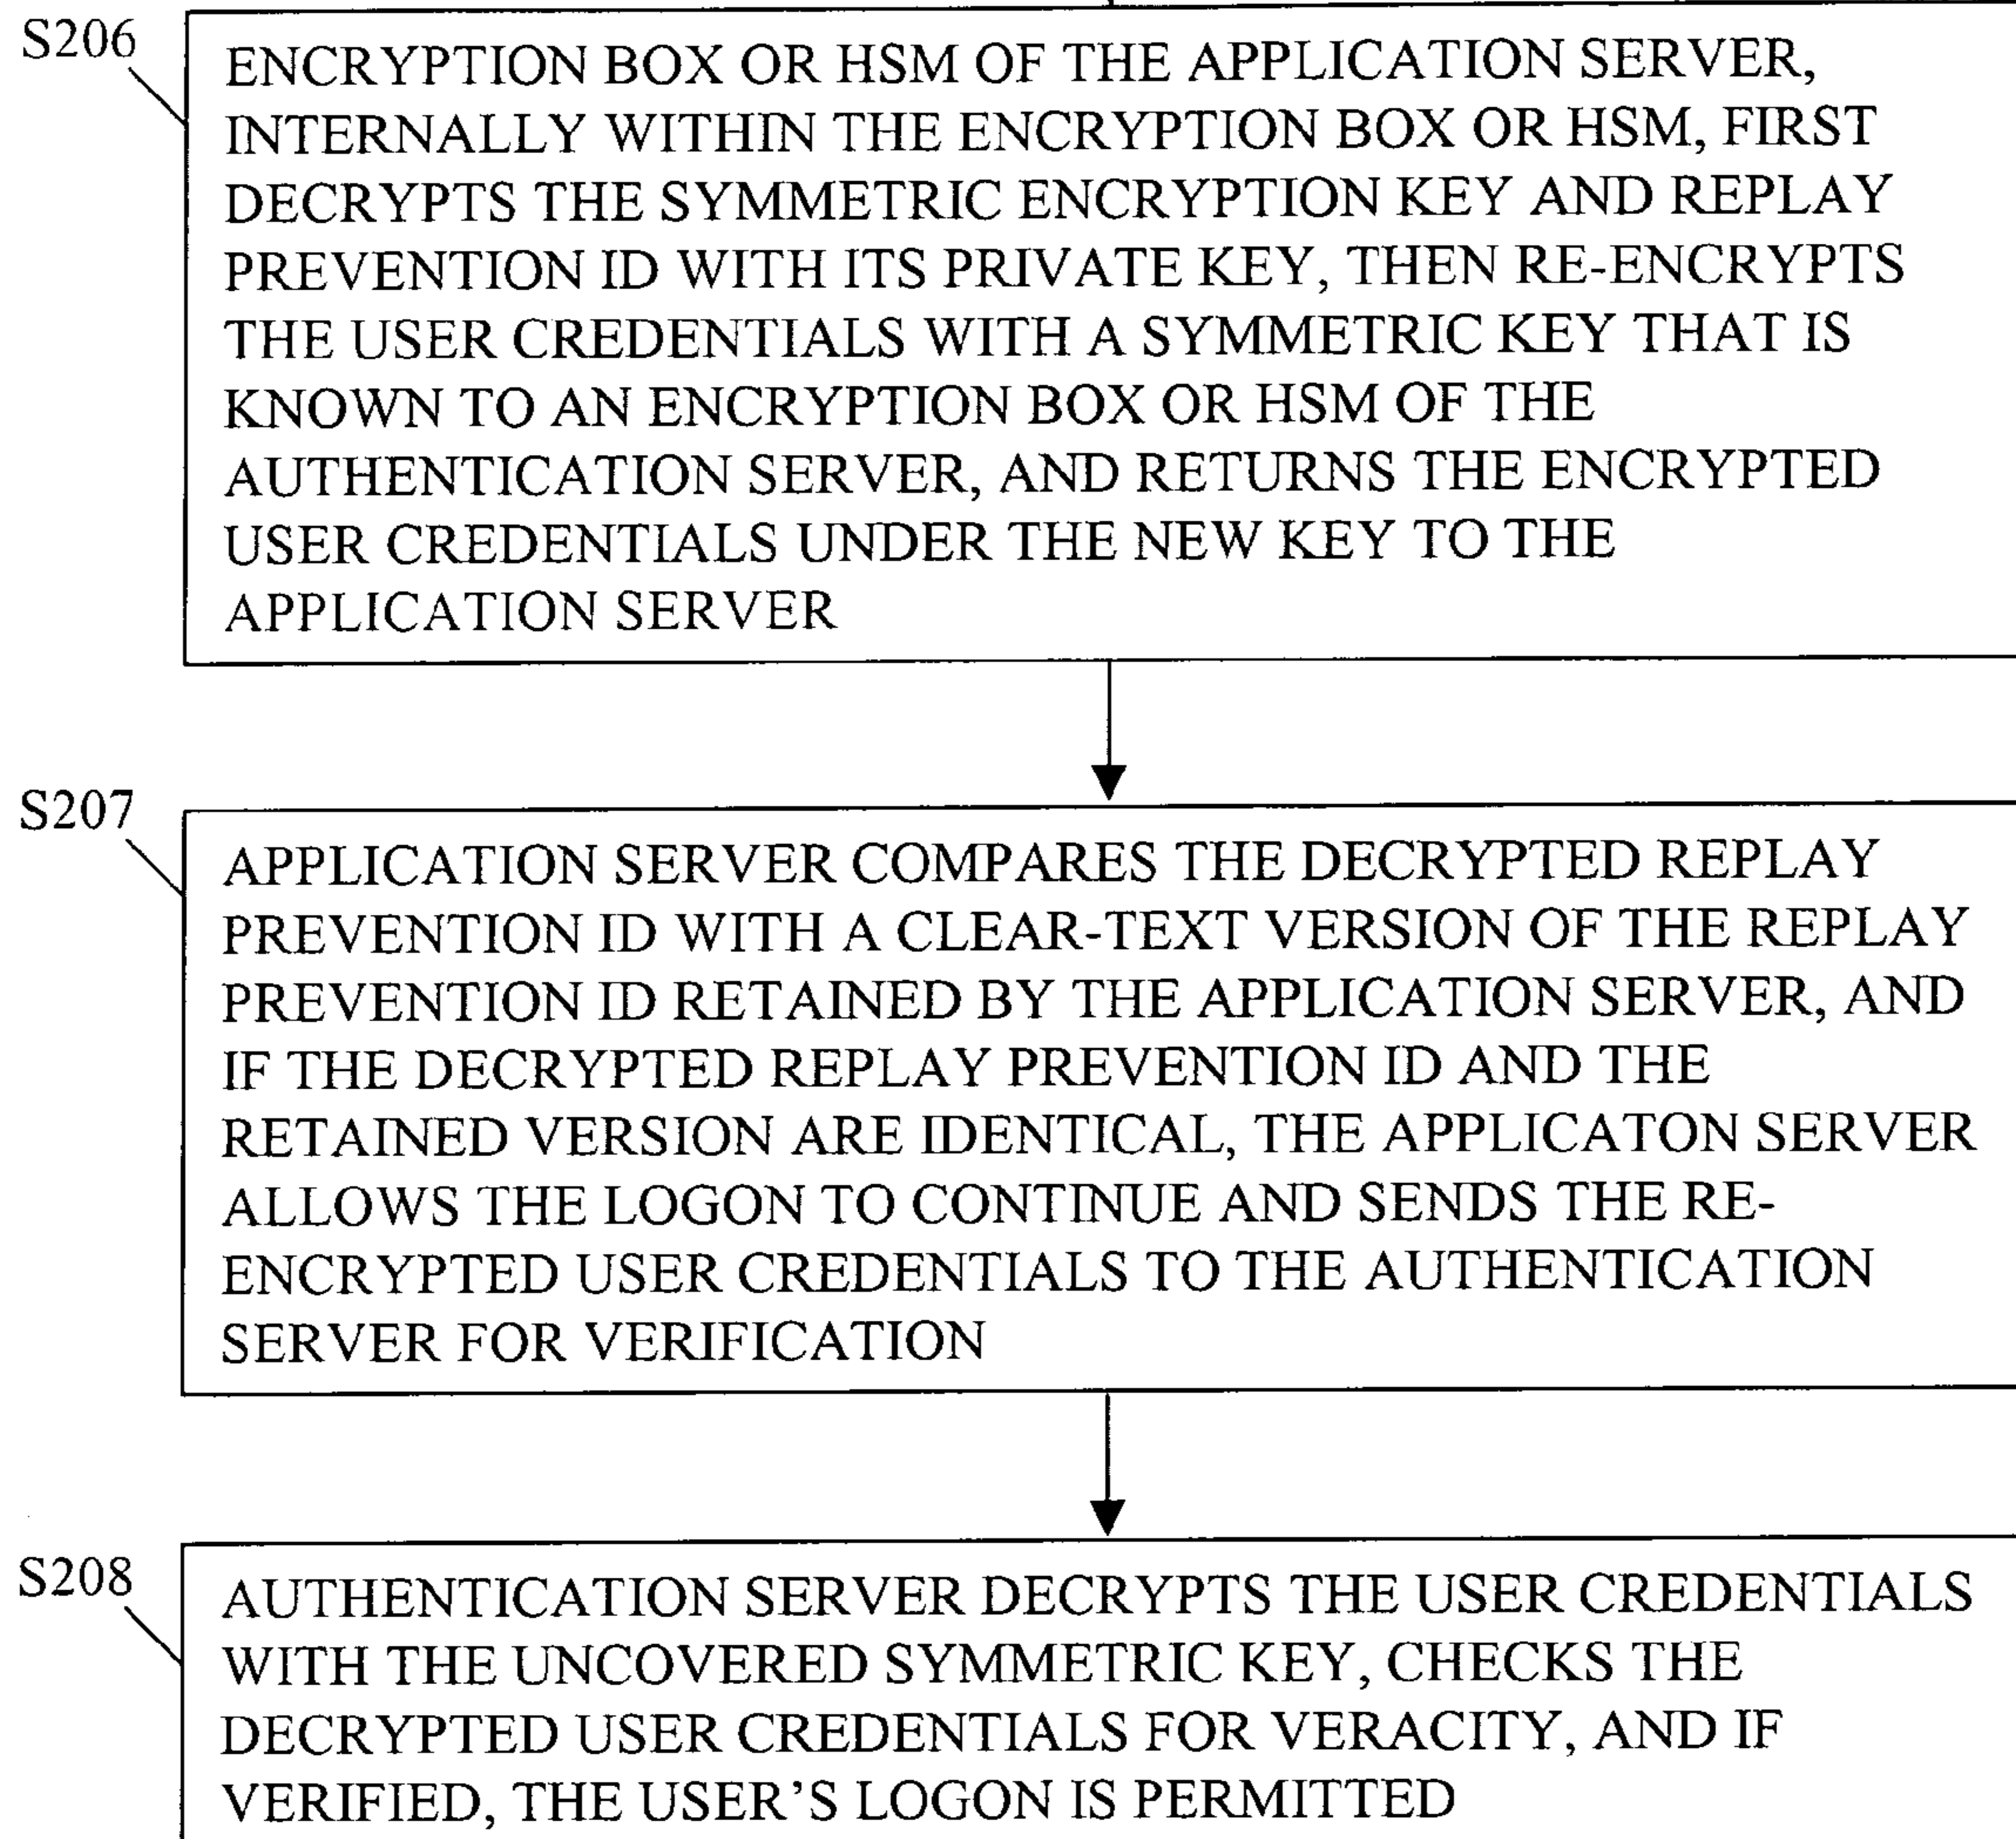 S206
ENCRYPTION BOX OR HSM OF THE APPLICATION SERVER,
INTERNALLY WITHIN THE ENCRYPTION BOX OR HSM, FIRST
DECRYPTS THE SYMMETRIC ENCRYPTION KEY AND REPLAY
PREVENTION ID WITH ITS PRIVATE KEY, THEN RE-ENCRYPTS
THE USER CREDENTIALS WITH A SYMMETRIC KEY THAT IS
KNOWN TO AN ENCRYPTION BOX OR HSM OF THE
AUTHENTICATION SERVER, AND RETURNS THE ENCRYPTED
USER CREDENTIALS UNDER THE NEW KEY TO THE
APPLICATION SERVER
S207
APPLICATION SERVER COMPARES THE DECRYPTED REPLAY
PREVENTION ID WITH A CLEAR-TEXT VERSION OF THE REPLAY
PREVENTION ID RETAINED BY THE APPLICATION SERVER, AND
IF THE DECRYPTED REPLAY PREVENTION ID AND THE
RETAINED VERSION ARE IDENTICAL, THE APPLICATON SERVER
ALLOWS THE LOGON TO CONTINUE AND SENDS THE RE-
ENCRYPTED USER CREDENTIALS TO THE AUTHENTICATION
SERVER FOR VERIFICATION
S208
AUTHENTICATION SERVER DECRYPTS THE USER CREDENTIALS
WITH THE UNCOVERED SYMMETRIC KEY, CHECKS THE
DECRYPTED USER CREDENTIALS FOR VERACITY, AND IF
VERIFIED, THE USER'S LOGON IS PERMITTED